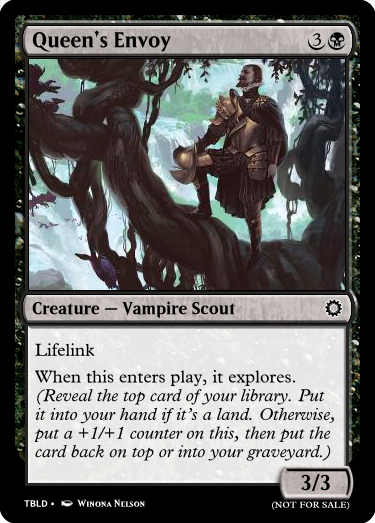 Queen's Envoy 3
Creature — Vampire Scout
Lifelink
When this enters play, it explores.
(Reveal the top card of your library. Put
it into your hand if it's a land. Otherwise,
put a +1/+1 counter on this, then put the
card back on top or into your graveyard.)
3/3
TBLD • Winona Nelson
(NOT FOR SALE)